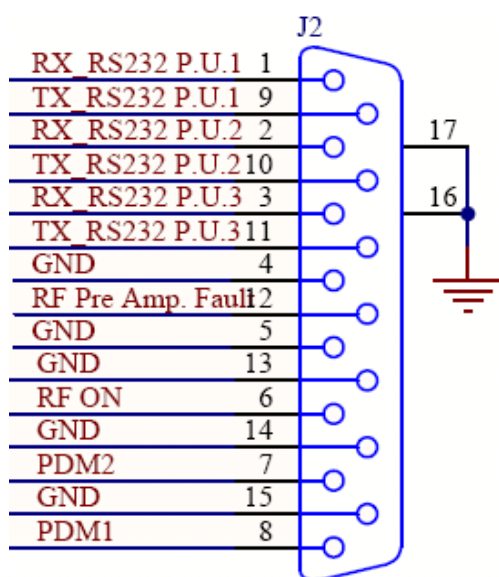 J2
RX_RS232 P.U.1 1
TX_RS232 P.U.1 9
RX_RS232 P.U.2 2
17
TX_RS232 P.U.2 10
RX_RS232 P.U.3 3
16
TX_RS232 P.U.3 11
GND 4
RF Pre Amp. Fault 12
GND 5
GND 13
RF ON 6
GND 14
PDM2 7
GND 15
PDM1 8